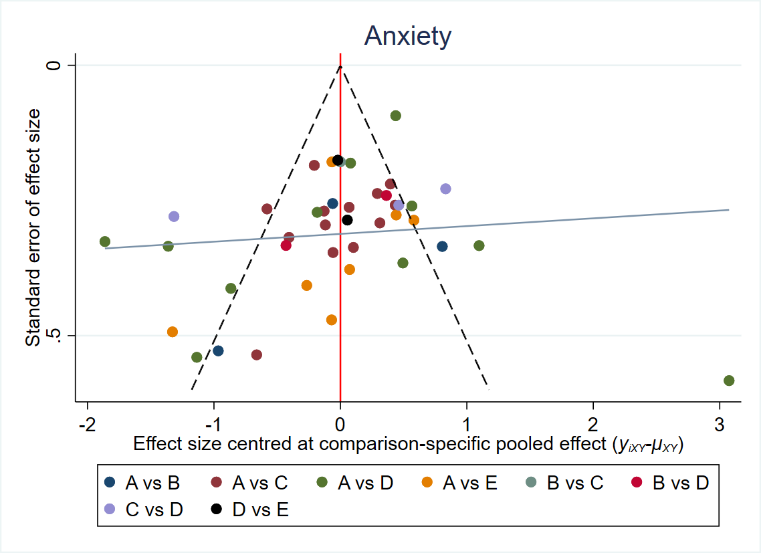 Anxiety
Standard error of effect size
0
.5
-2 -1 0 1 2 3
Effect size centred at comparison-specific pooled effect (yiXY-μXY)
A vs B A vs C A vs D A vs E B vs C B vs D
C vs D D vs E